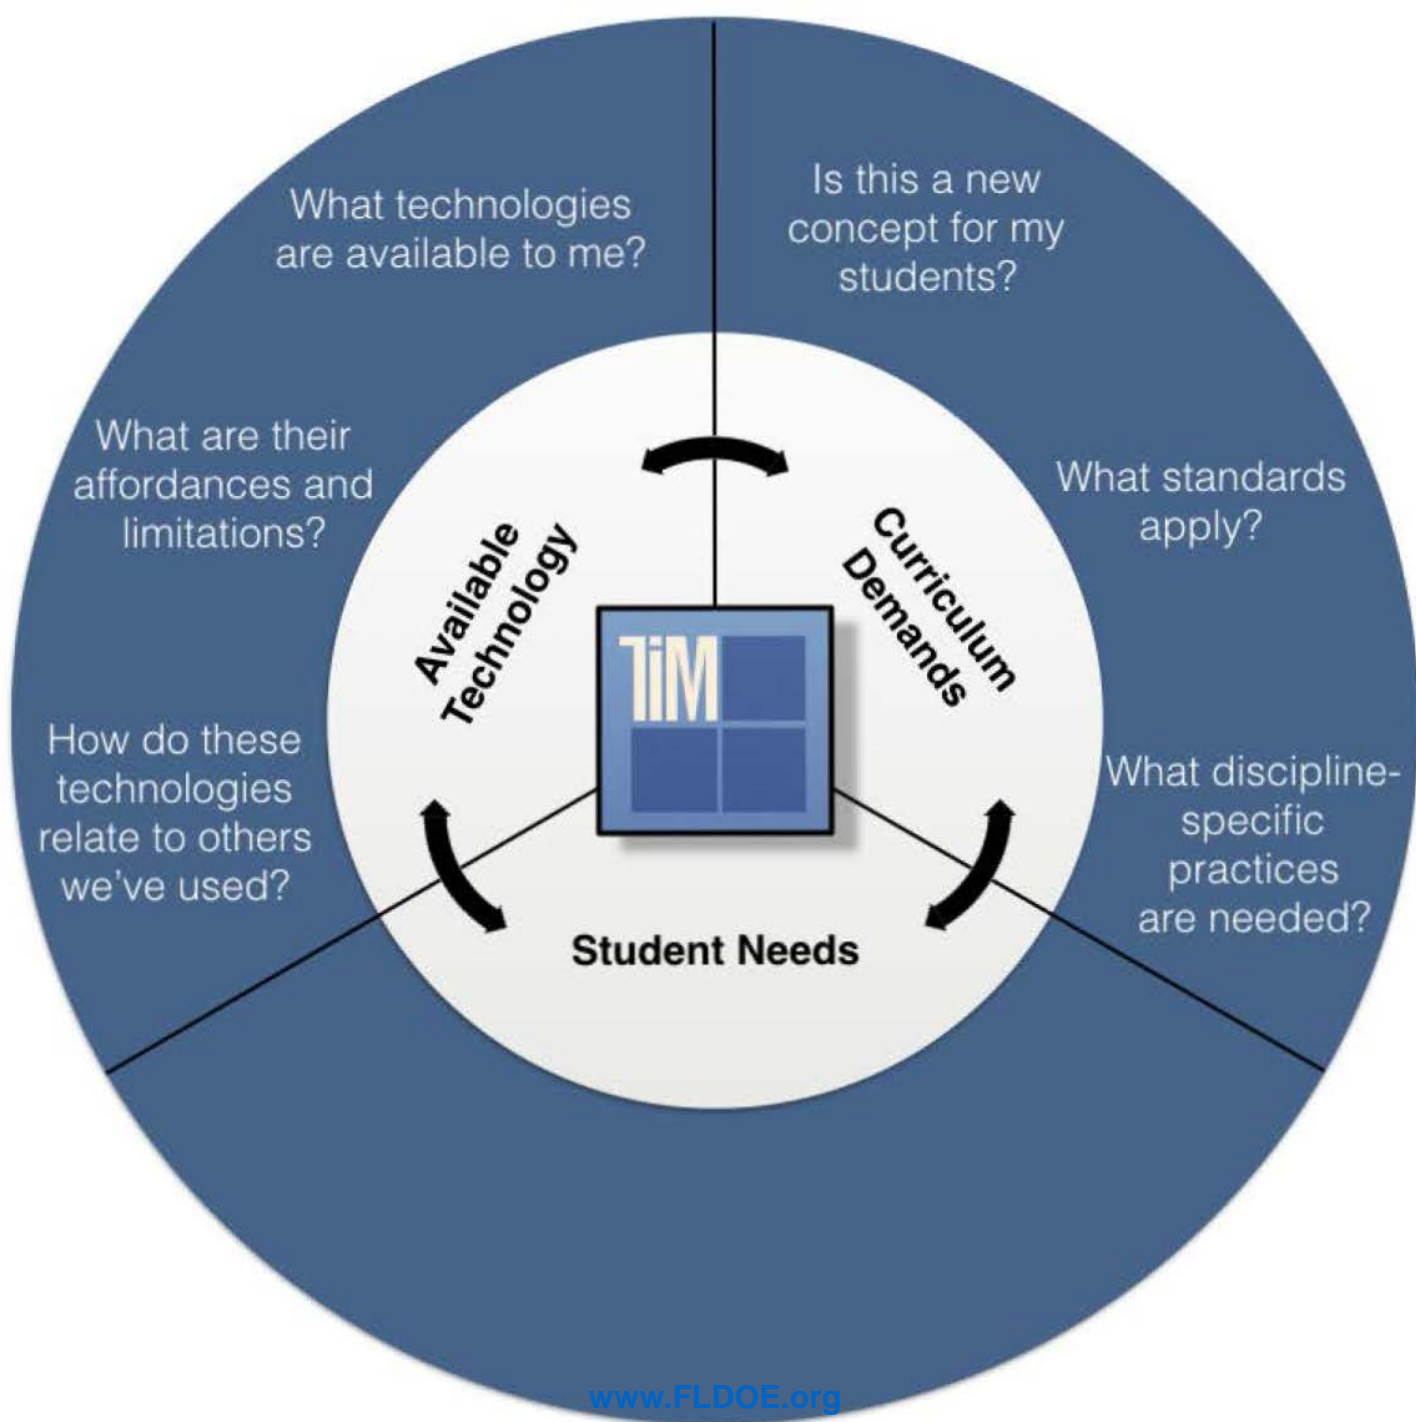 What technologies
are available to me?
Is this a new
concept for my
students?
What are their
affordances and
limitations?
What standards
apply?
Available
Technology
Curriculum
Demands
TiM
How do these
technologies
relate to others
we've used?
What discipline-
specific
practices
are needed?
Student Needs
www.FLDOE.org